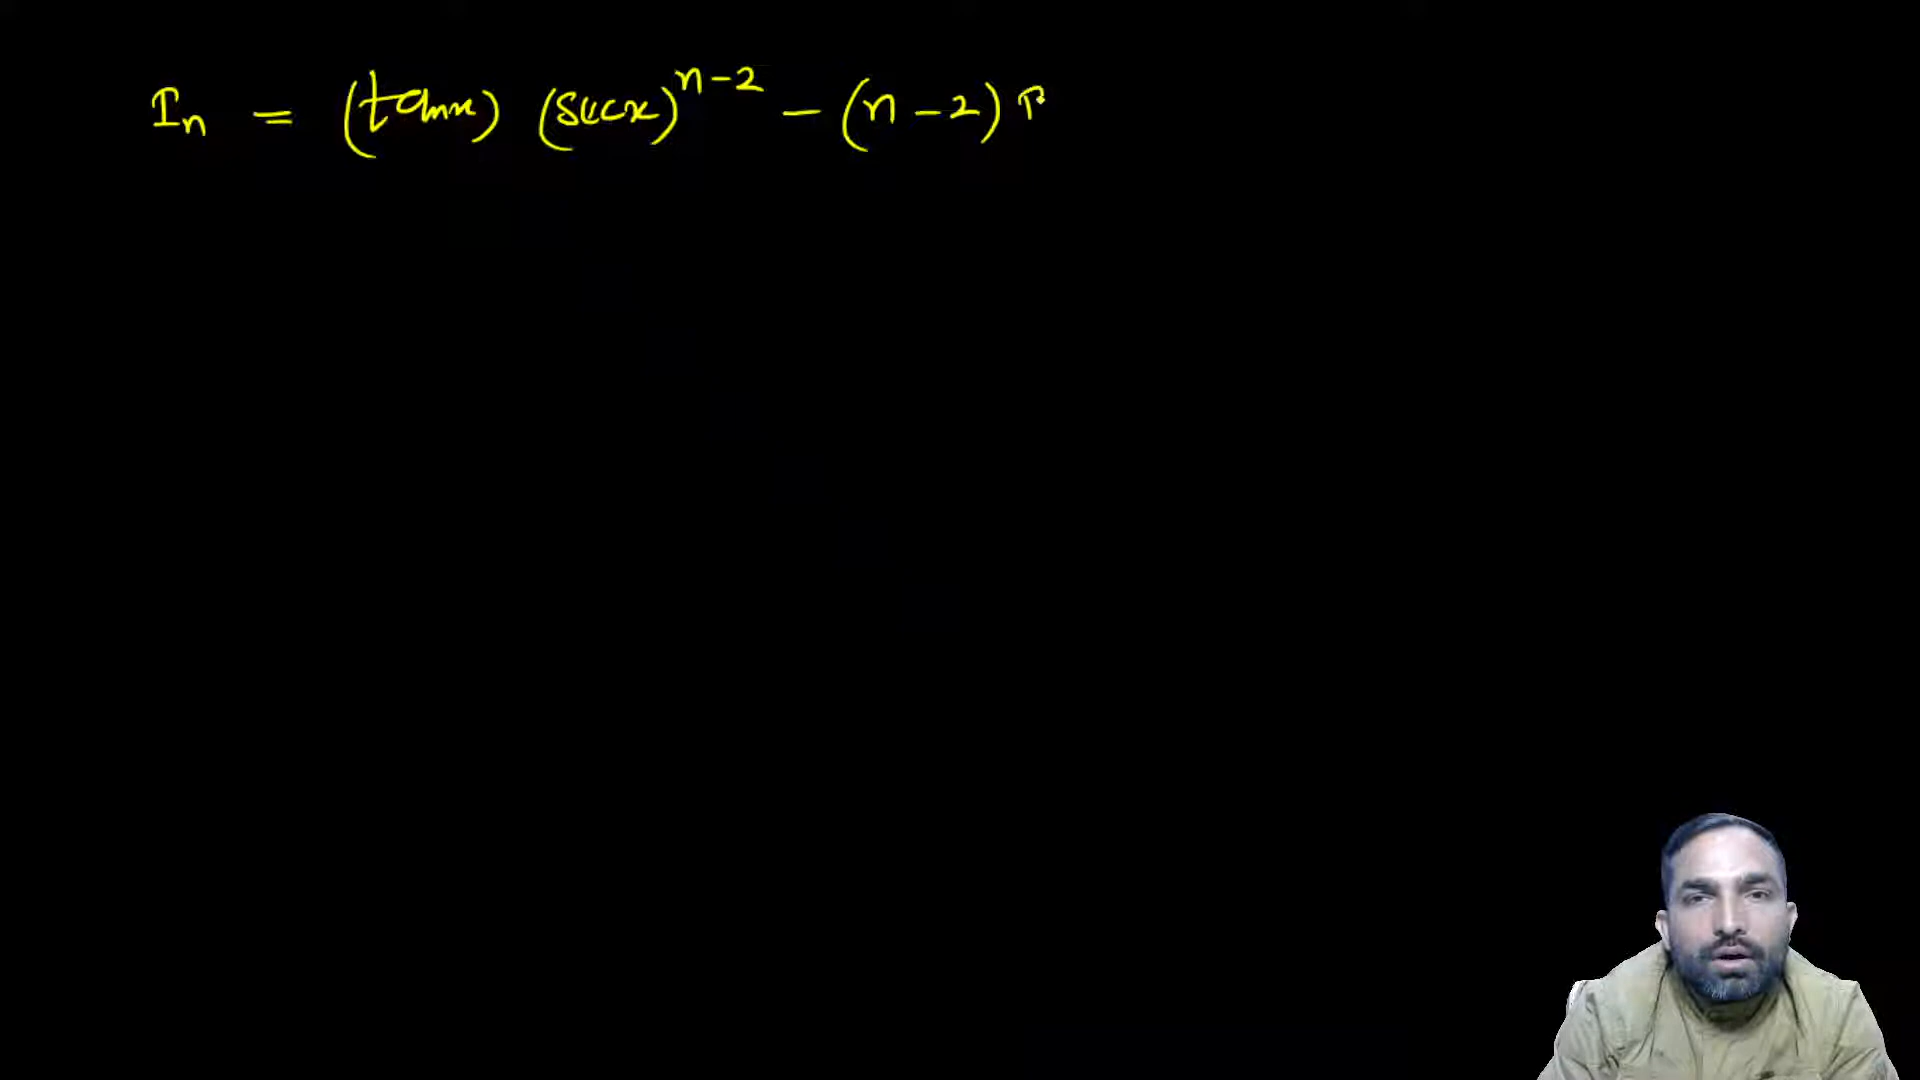 Iₙ = (tanx) (secx)ⁿ⁻² − (n − 2)